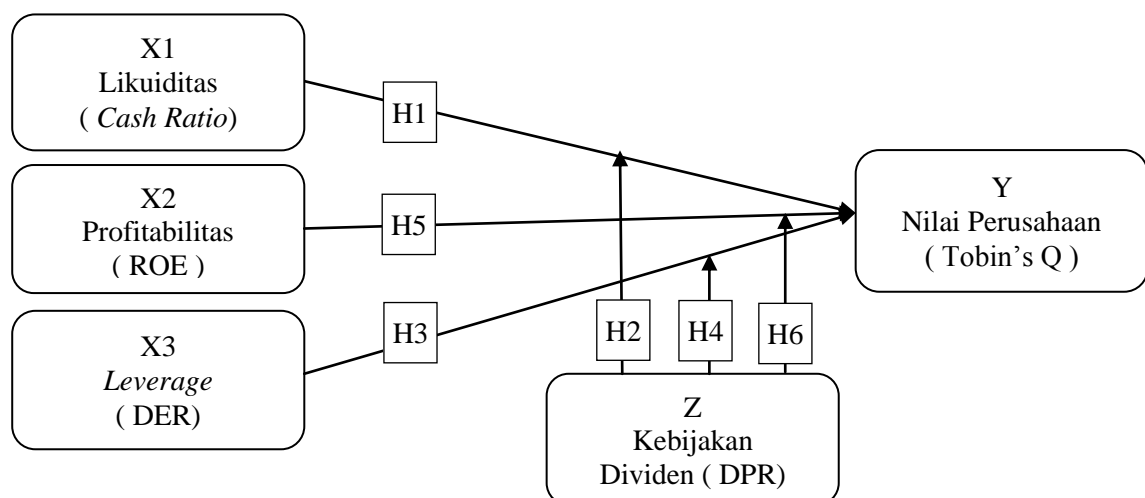 X1
Likuiditas
( Cash Ratio)
H1
X2
Profitabilitas
( ROE )
H5
X3
Leverage
( DER)
H3
H2
H4
H6
Z
Kebijakan
Dividen ( DPR)
Y
Nilai Perusahaan
( Tobin’s Q )